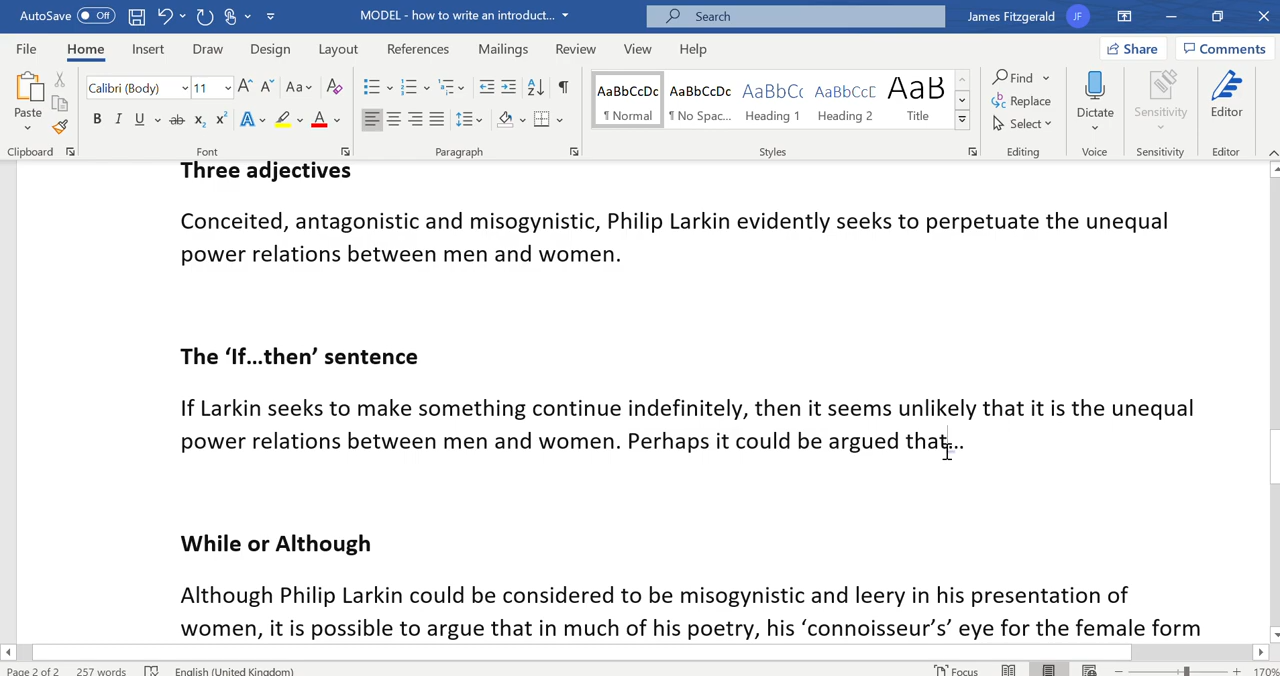 AutoSave Off MODEL - how to write an introduct... Search James Fitzgerald JF
File Home Insert Draw Design Layout References Mailings Review View Help Share Comments
Paste Calibri (Body) 11 AaBbCcDc AaBbCcDc AaBbCc AaBbCcD AaB Find Dictate Sensitivity Editor
¶ Normal ¶ No Spac... Heading 1 Heading 2 Title Replace
Select
Clipboard Font Paragraph Styles Editing Voice Sensitivity Editor
Three adjectives
Conceited, antagonistic and misogynistic, Philip Larkin evidently seeks to perpetuate the unequal
power relations between men and women.
The ‘If…then’ sentence
If Larkin seeks to make something continue indefinitely, then it seems unlikely that it is the unequal
power relations between men and women. Perhaps it could be argued that…
While or Although
Although Philip Larkin could be considered to be misogynistic and leery in his presentation of
women, it is possible to argue that in much of his poetry, his ‘connoisseur’s’ eye for the female form
Page 2 of 2 257 words English (United Kingdom) Focus 170%